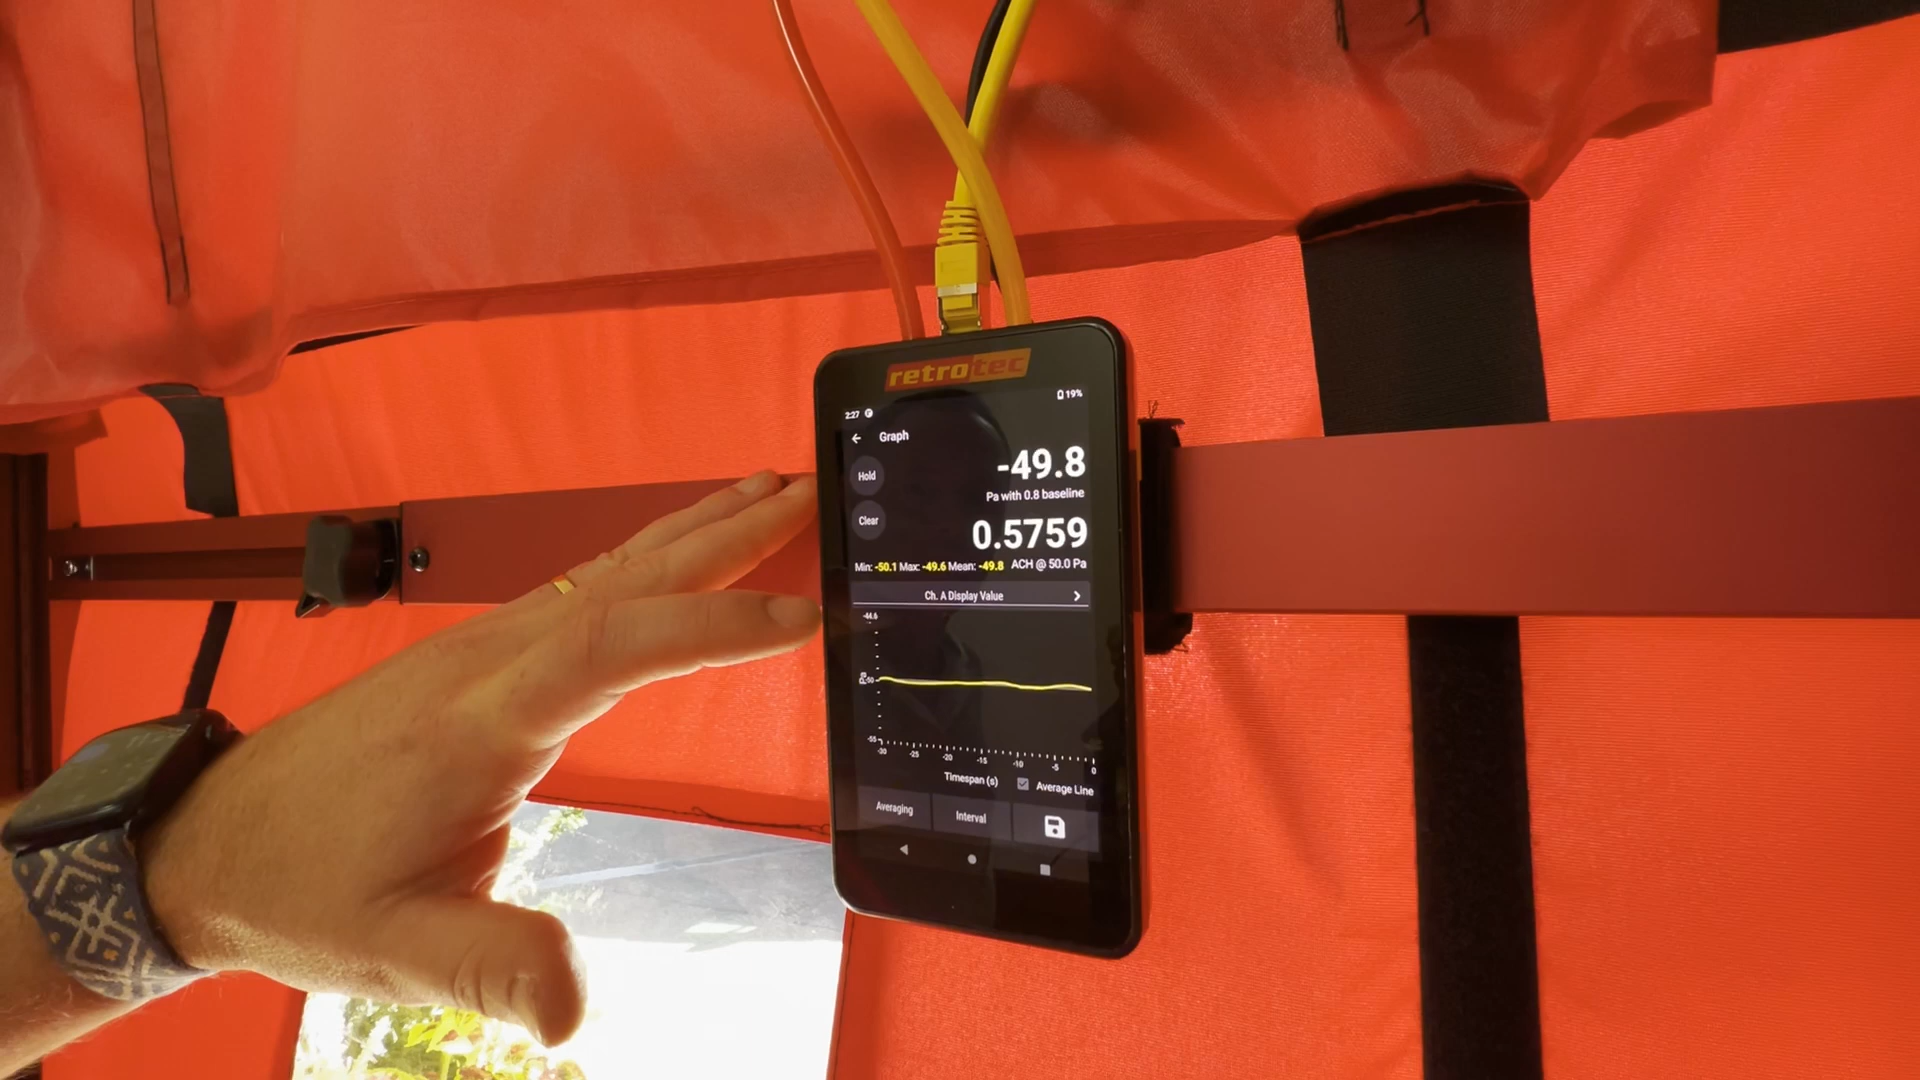 retrotec
2:27
19%
Graph
Hold
-49.8
Pa with 0.8 baseline
Clear
0.5759
Min: -50.1 Max: -49.6 Mean: -49.8 ACH @ 50.0 Pa
Ch. A Display Value
-44.6
Pa
-50
-55
-30 -25 -20 -15 -10 -5 0
Timespan (s)
Average Line
Averaging
Interval